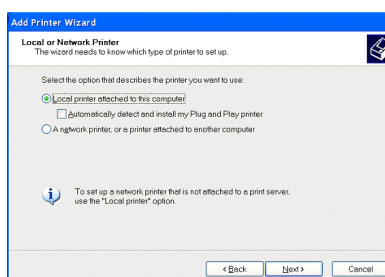 Add Printer Wizard
Local or Network Printer
The wizard needs to know which type of printer to set up.
Select the option that describes the printer you want to use:
Local printer attached to this computer
Automatically detect and install my Plug and Play printer
A network printer, or a printer attached to another computer
To set up a network printer that is not attached to a print server,
use the "Local printer" option.
< Back Next > Cancel